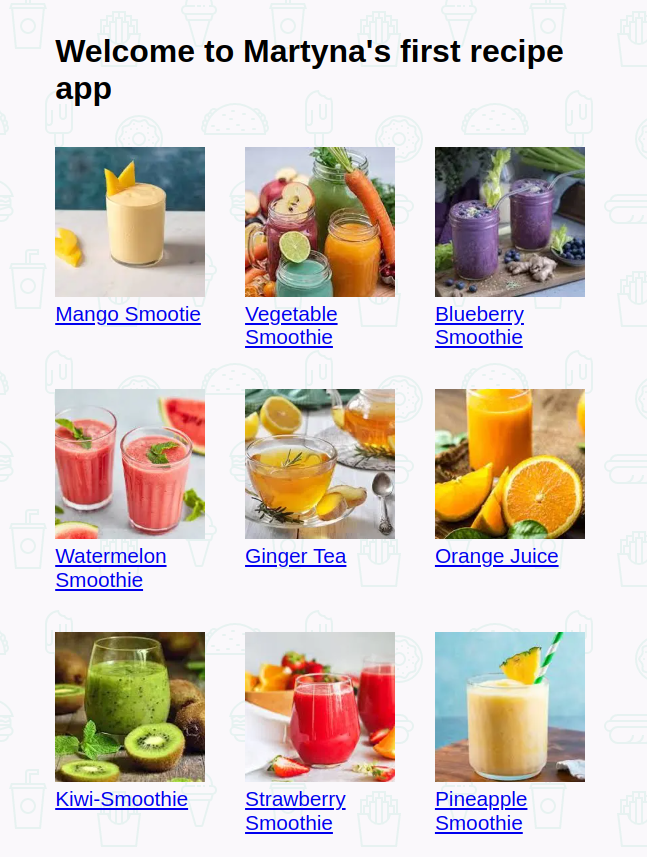 Welcome to Martyna's first recipe
app
Mango Smootie
Vegetable
Smoothie
Blueberry
Smoothie
Watermelon
Smoothie
Ginger Tea
Orange Juice
Kiwi-Smoothie
Strawberry
Smoothie
Pineapple
Smoothie